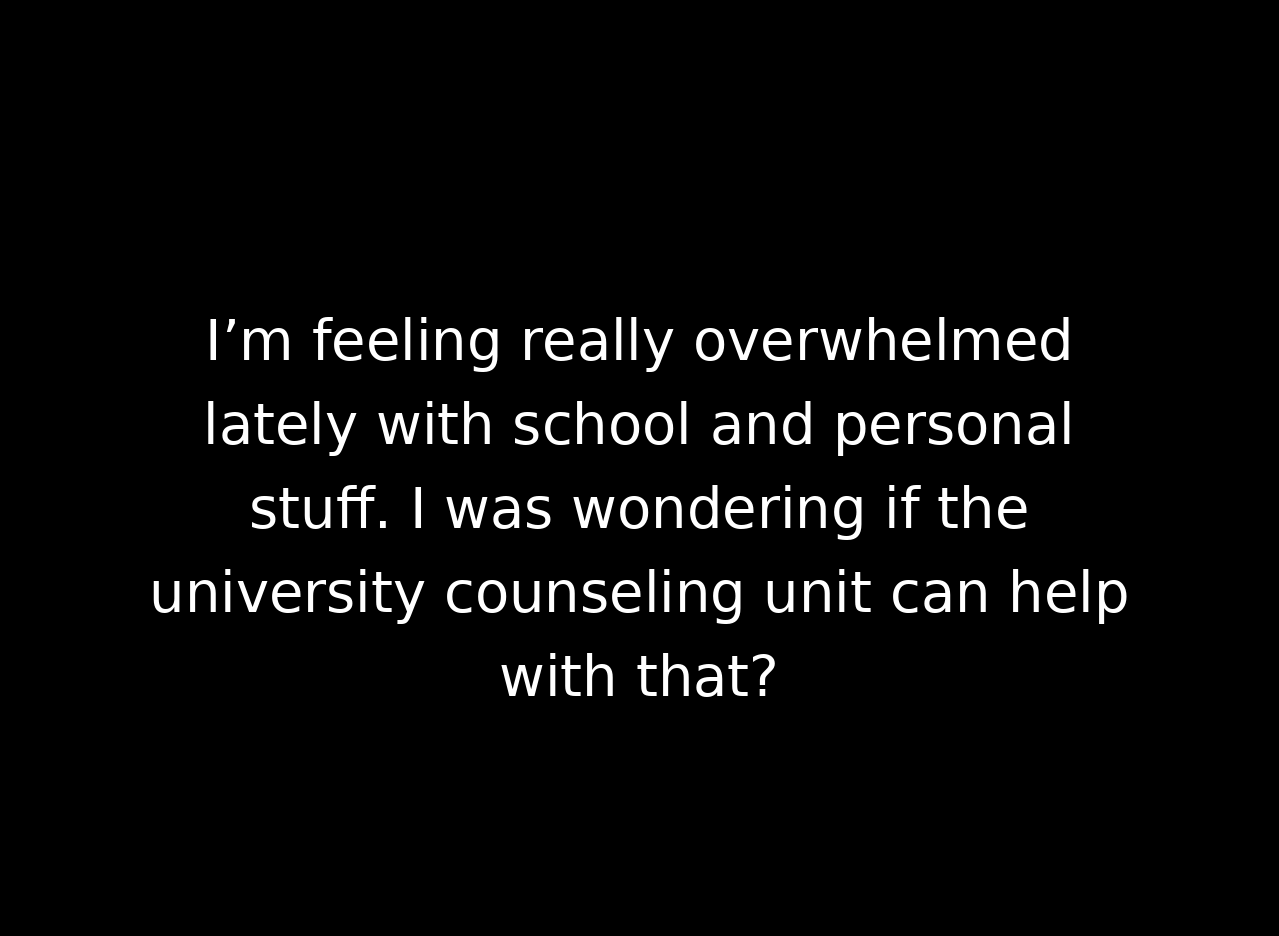 I’m feeling really overwhelmed
lately with school and personal
stuff. I was wondering if the
university counseling unit can help
with that?